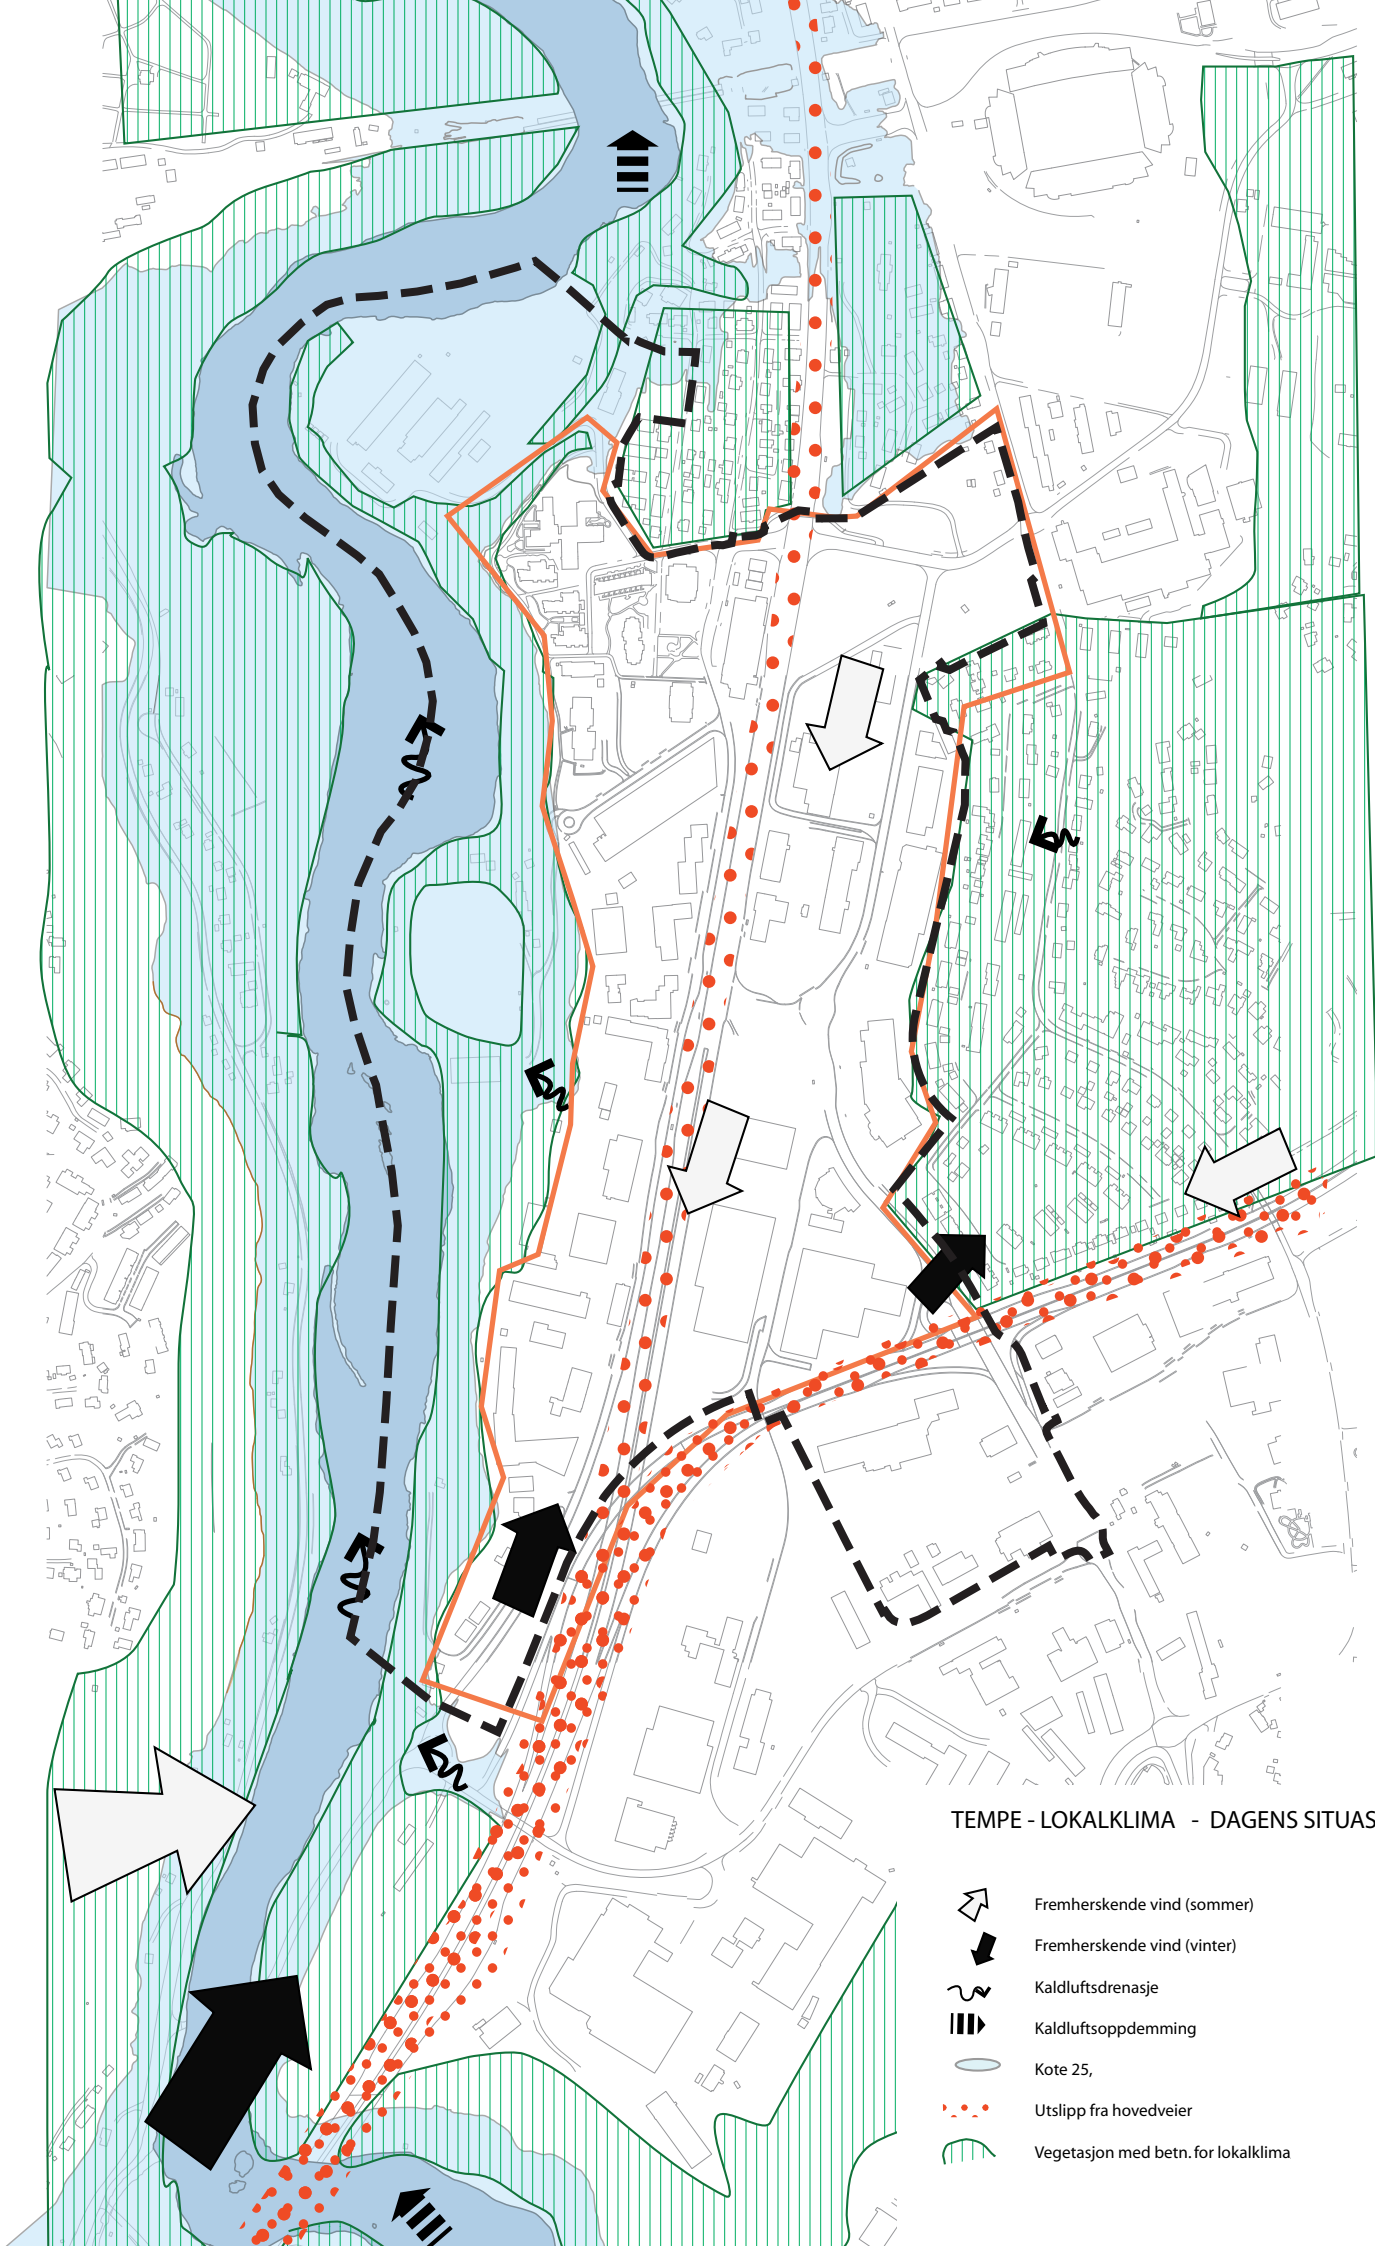 TEMPE - LOKALKLIMA - DAGENS SITUAS
Fremherskende vind (sommer)
Fremherskende vind (vinter)
Kaldluftsdrenasje
Kaldluftsoppdemming
Kote 25,
Utslipp fra hovedveier
Vegetasjon med betn. for lokalklima